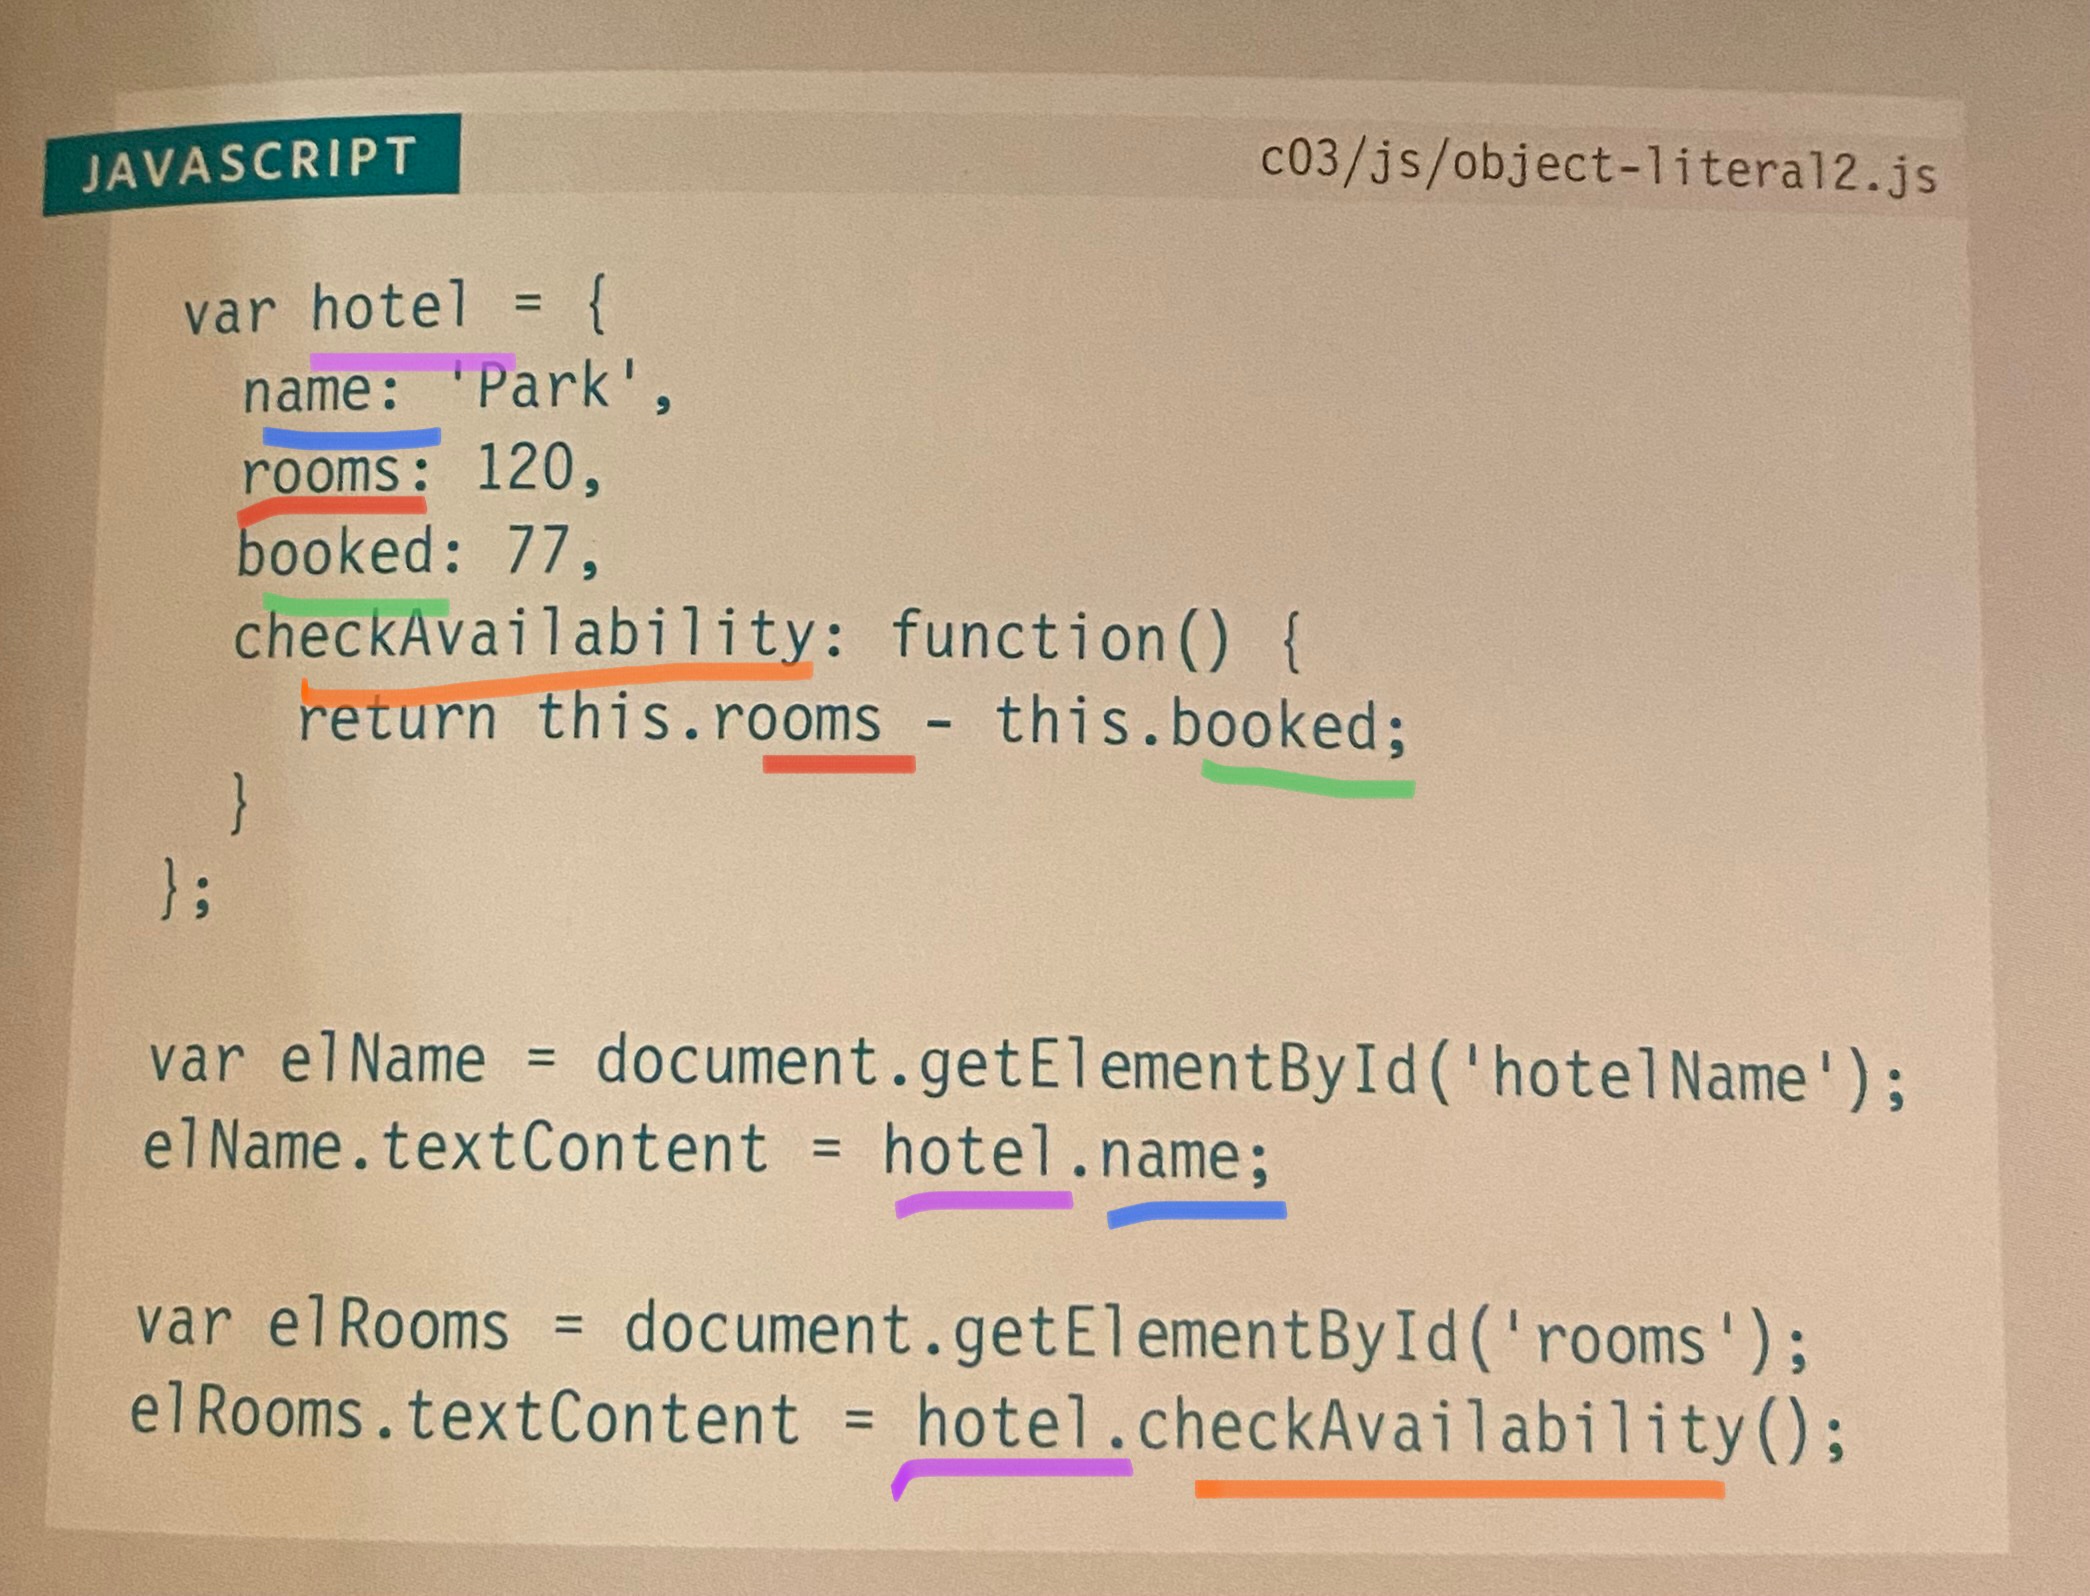 JAVASCRIPT
c03/js/object-literal2.js
var hotel = {
name: 'Park',
rooms: 120,
booked: 77,
checkAvailability: function() {
return this.rooms - this.booked;
}
};
var elName = document.getElementById('hotelName');
elName.textContent = hotel.name;
var elRooms = document.getElementById('rooms');
elRooms.textContent = hotel.checkAvailability();